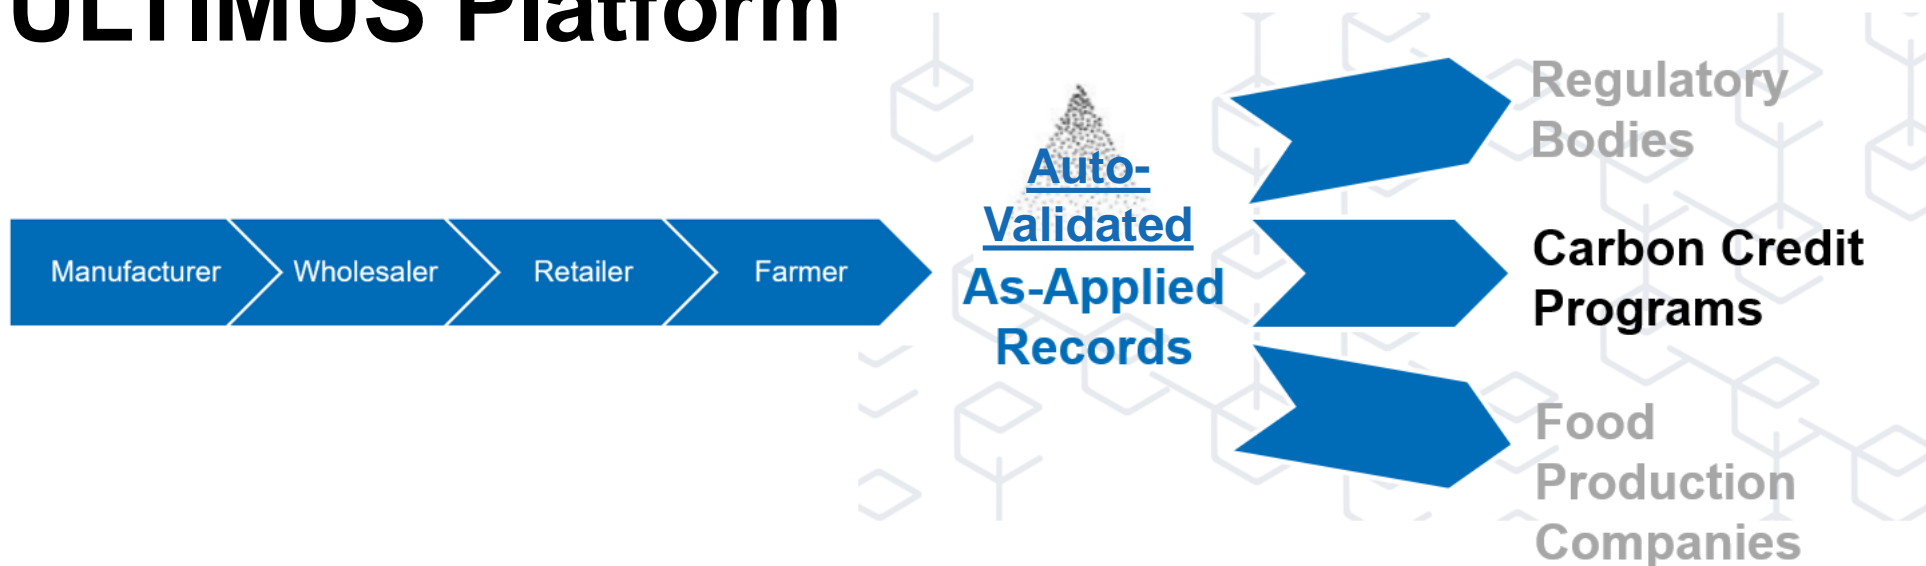 ULTIMUS Platform
Manufacturer
Wholesaler
Retailer
Farmer
Auto-
Validated
As-Applied
Records
Regulatory
Bodies
Carbon Credit
Programs
Food
Production
Companies